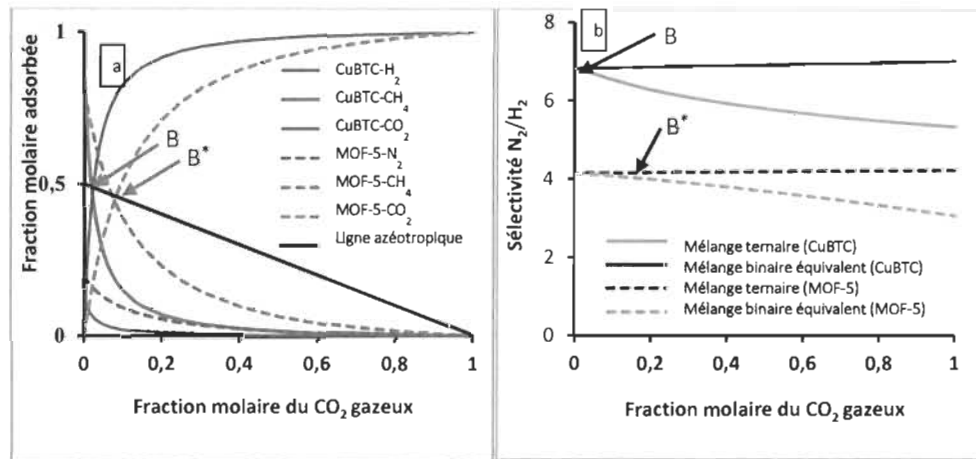 a
Fraction molaire adsorbée
1
0,5
0
B
B*
CuBTC-H2
CuBTC-CH4
CuBTC-CO2
MOF-5-N2
MOF-5-CH4
MOF-5-CO2
Ligne azéotropique
0
0,2
0,4
0,6
0,8
1
Fraction molaire du CO2 gazeux
b
Sélectivité N2/H2
8
6
4
2
0
B
B*
Mélange ternaire (CuBTC)
Mélange binaire équivalent (CuBTC)
Mélange ternaire (MOF-5)
Mélange binaire équivalent (MOF-5)
0
0,2
0,4
0,6
0,8
1
Fraction molaire du CO2 gazeux